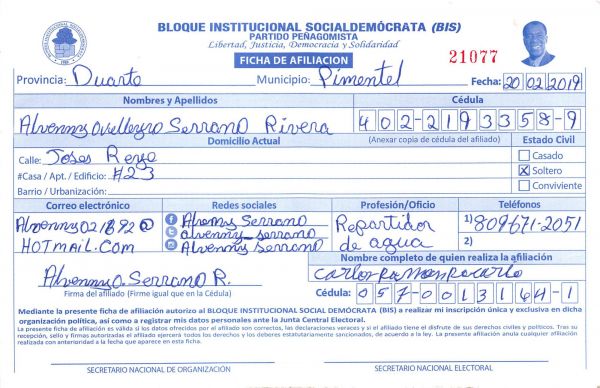 BLOQUE INSTITUCIONAL SOCIALDEMÓCRATA (BIS)
PARTIDO PEÑAGOMISTA
Libertad, Justicia, Democracia y Solidaridad
FICHA DE AFILIACION
21077
Provincia: Duarte Municipio: Pimentel Fecha: 20/02/2019
Nombres y Apellidos Cédula
Alvenny Ovelleyro Serrano Rivera 402-2193358-9
Domicilio Actual (Anexar copia de cédula del afiliado) Estado Civil
Calle: Joses Reyo Casado
#Casa / Apt. / Edificio: #23 X Soltero
Barrio / Urbanización: Conviviente
Correo electrónico Redes sociales Profesión/Oficio Teléfonos
Alvenny021892@ Alvenny Serrano Repartidor 1) 809671-2051
HOTMAIL.COM alvenny_serrano de agua 2)
Alvenny Serrano
Nombre completo de quien realiza la afiliación
Alvenny O. Serrano R. Carlos Ramon Rosario
Firma del afiliado (Firme igual que en la Cédula) Cédula: 057-0013164-1
Mediante la presente ficha de afiliación autorizo al BLOQUE INSTITUCIONAL SOCIAL DEMÓCRATA (BIS) a realizar mi inscripción única y exclusiva en dicha
organización política, así como a registrar mis datos personales ante la Junta Central Electoral.
La presente ficha de afiliación es válida si los datos ofrecidos por el afiliado son correctos, las declaraciones veraces y si el afiliado tiene el disfrute de sus derechos civiles y políticos. Tras su
recepción, sello y firmas autorizadas el afiliado ejercerá todos los derechos y los deberes estatutariamente sancionados, de acuerdo a la ley. La presente afiliación anula cualquier afiliación
realizada con anterioridad a la fecha que aparece en esta ficha.
SECRETARIO NACIONAL DE ORGANIZACIÓN SECRETARIO NACIONAL ELECTORAL